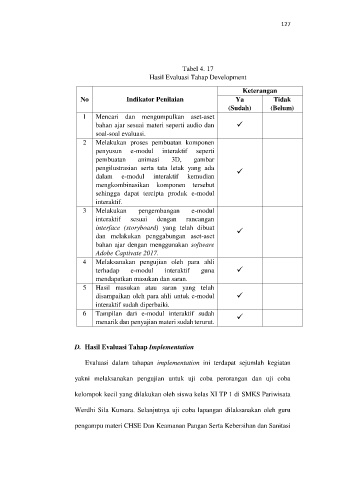 127
Tabel 4. 17
Hasil Evaluasi Tahap Development
No Indikator Penilaian Keterangan
Ya (Sudah) Tidak (Belum)
1 Mencari dan mengumpulkan aset-aset
bahan ajar sesuai materi seperti audio dan ✓
soal-soal evaluasi.
2 Melakukan proses pembuatan komponen
penyusun e-modul interaktif seperti
pembuatan animasi 3D, gambar
pengilustrasian serta tata letak yang ada
dalam e-modul interaktif kemudian ✓
mengkombinasikan komponen tersebut
sehingga dapat tercipta produk e-modul
interaktif.
3 Melakukan pengembangan e-modul
interaktif sesuai dengan rancangan
interface (storyboard) yang telah dibuat
dan melakukan penggabungan aset-aset ✓
bahan ajar dengan menggunakan software
Adobe Captivate 2017.
4 Melaksanakan pengujian oleh para ahli
terhadap e-modul interaktif guna ✓
mendapatkan masukan dan saran.
5 Hasil masukan atau saran yang telah
disampaikan oleh para ahli untuk e-modul ✓
interaktif sudah diperbaiki.
6 Tampilan dari e-modul interaktif sudah ✓
menarik dan penyajian materi sudah terurut.
D. Hasil Evaluasi Tahap Implementation
Evaluasi dalam tahapan implementation ini terdapat sejumlah kegiatan
yakni melaksanakan pengujian untuk uji coba perorangan dan uji coba
kelompok kecil yang dilakukan oleh siswa kelas XI TP 1 di SMKS Pariwisata
Werdhi Sila Kumara. Selanjutnya uji coba lapangan dilaksanakan oleh guru
pengampu materi CHSE Dan Keamanan Pangan Serta Kebersihan dan Sanitasi